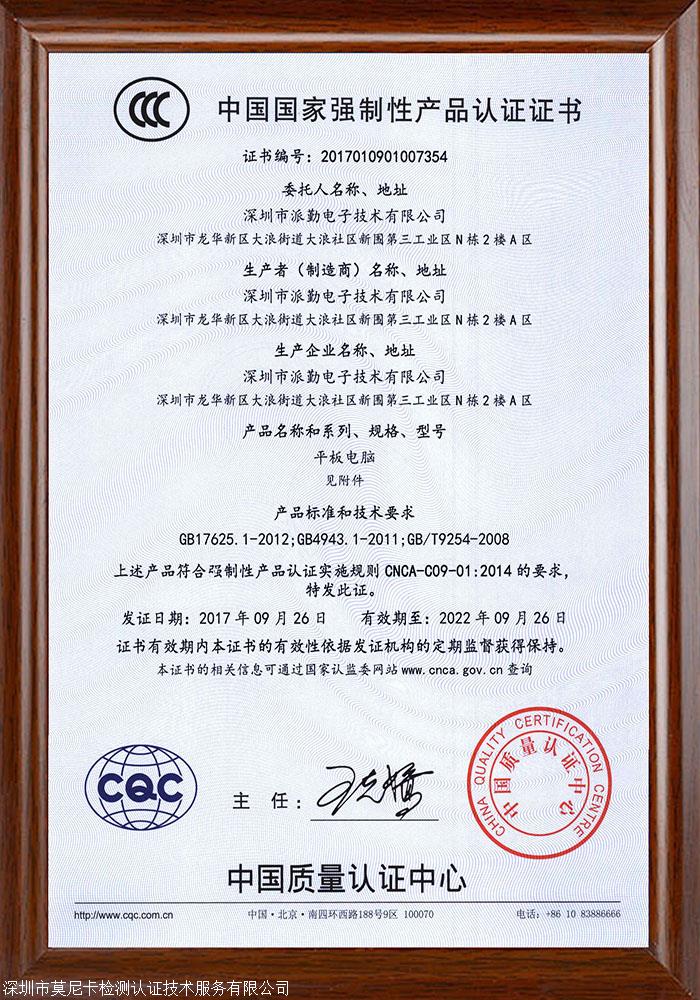 CCC
中国国家强制性产品认证证书
证书编号：2017010901007354
委托人名称、地址
深圳市派勤电子技术有限公司
深圳市龙华新区大浪街道大浪社区新围第三工业区N栋2楼A区
生产者（制造商）名称、地址
深圳市派勤电子技术有限公司
深圳市龙华新区大浪街道大浪社区新围第三工业区N栋2楼A区
生产企业名称、地址
深圳市派勤电子技术有限公司
深圳市龙华新区大浪街道大浪社区新围第三工业区N栋2楼A区
产品名称和系列、规格、型号
平板电脑
见附件
产品标准和技术要求
GB17625.1-2012;GB4943.1-2011;GB/T9254-2008
上述产品符合强制性产品认证实施规则 CNCA-C09-01:2014 的要求，
特发此证。
发证日期：2017 年 09 月 26 日 有效期至：2022 年 09 月 26 日
证书有效期内本证书的有效性依据发证机构的定期监督获得保持。
本证书的相关信息可通过国家认监委网站 www.cnca.gov.cn 查询
CHINA QUALITY CERTIFICATION CENTRE
中国质量认证中心
CQC
主 任：
中国质量认证中心
http://www.cqc.com.cn 中国·北京·南四环西路188号9区 100070 电话：+86 10 83886666
深圳市莫尼卡检测认证技术服务有限公司